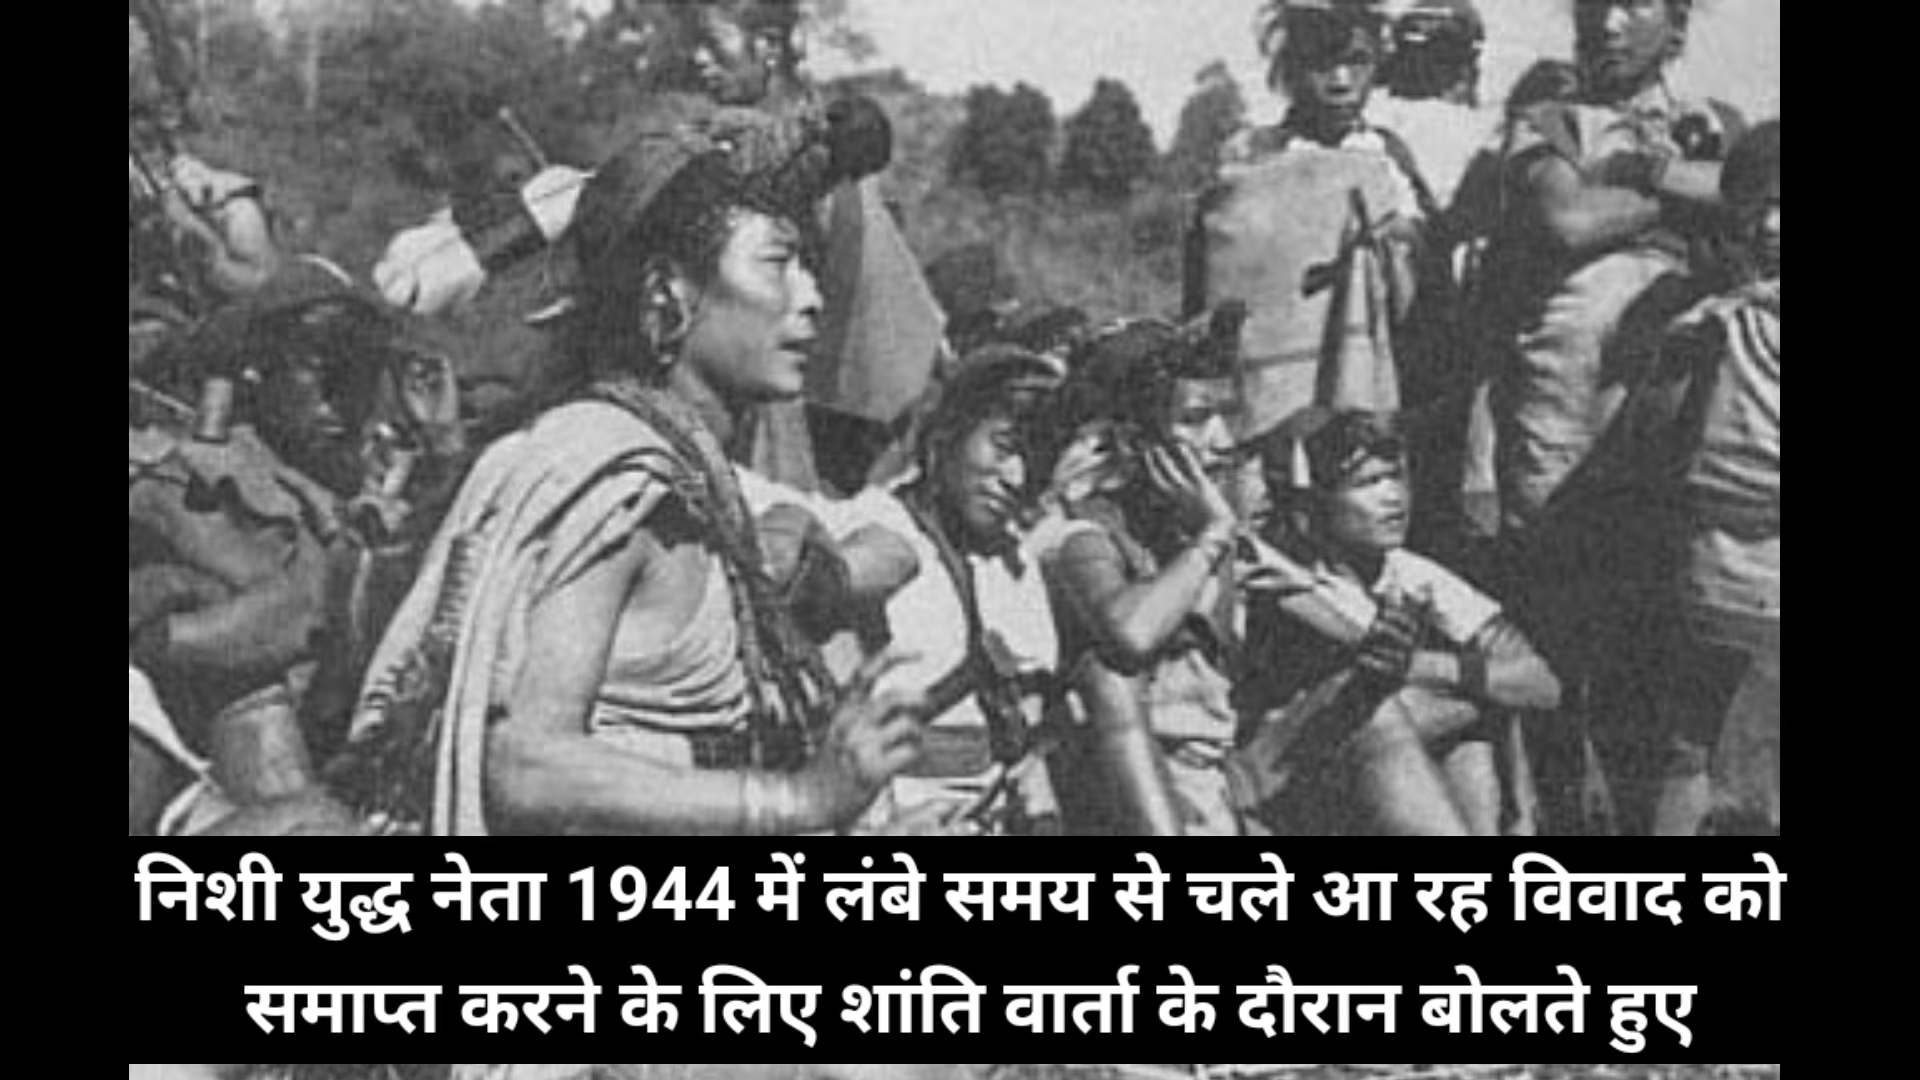 निशी युद्ध नेता 1944 में लंबे समय से चले आ रह विवाद को
समाप्त करने के लिए शांति वार्ता के दौरान बोलते हुए